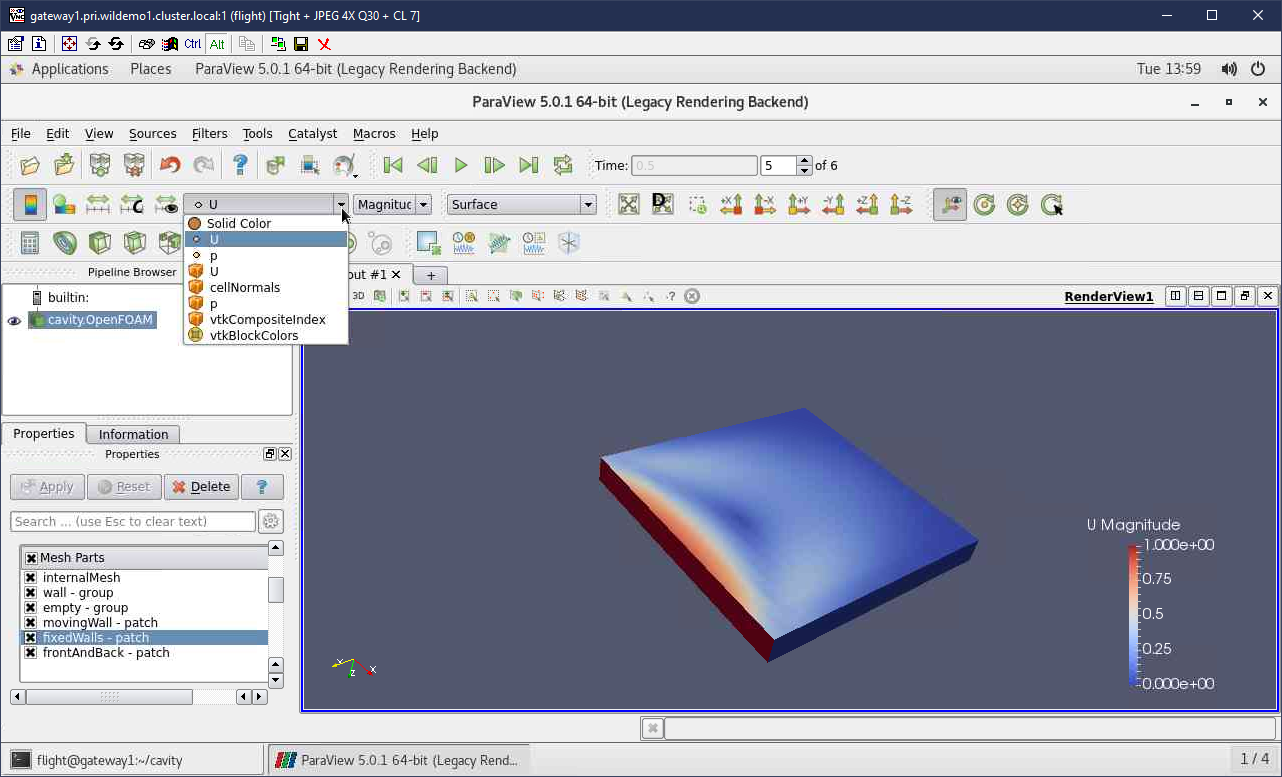 gateway1.pri.wildemo1.cluster.local:1 (flight) [Tight + JPEG 4X Q30 + CL 7]
Ctrl Alt
Applications Places ParaView 5.0.1 64-bit (Legacy Rendering Backend) Tue 13:59
ParaView 5.0.1 64-bit (Legacy Rendering Backend)
File Edit View Sources Filters Tools Catalyst Macros Help
Time: 0.5 5 of 6
U Magnituc Surface
Solid Color
U
p
U
cellNormals
p
vtkCompositeIndex
vtkBlockColors
Pipeline Browser
out #1
+
builtin:
cavity.OpenFOAM
3D
RenderView1
Properties Information
Properties
Apply Reset Delete ?
Search ... (use Esc to clear text)
Mesh Parts
internalMesh
wall - group
empty - group
movingWall - patch
fixedWalls - patch
frontAndBack - patch
U Magnitude
1.000e+00
0.75
0.5
0.25
0.000e+00
Y
Z
X
flight@gateway1:~/cavity ParaView 5.0.1 64-bit (Legacy Rend... 1 / 4